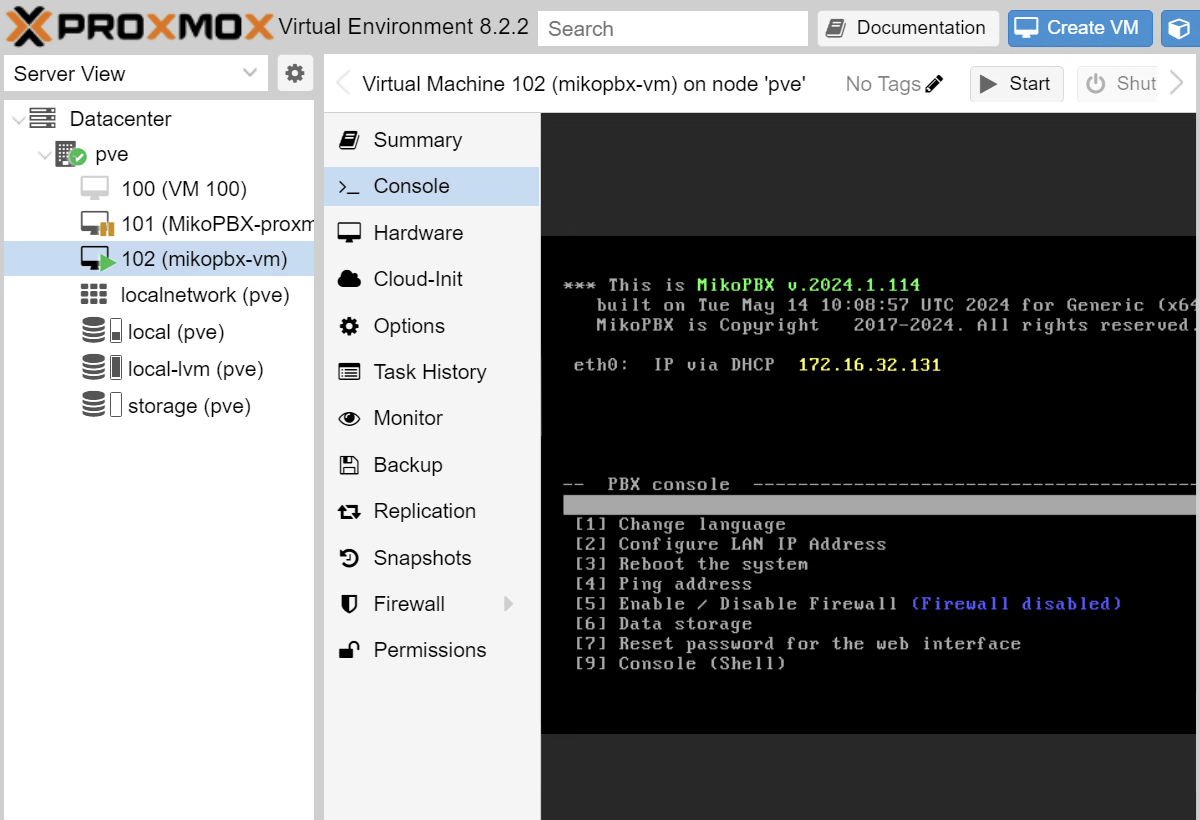 PROXMOX Virtual Environment 8.2.2 Search Documentation Create VM
Server View
Virtual Machine 102 (mikopbx-vm) on node 'pve' No Tags Start Shut
Datacenter
pve
100 (VM 100)
101 (MikoPBX-proxm
102 (mikopbx-vm)
localnetwork (pve)
local (pve)
local-lvm (pve)
storage (pve)
Summary
Console
Hardware
Cloud-Init
Options
Task History
Monitor
Backup
Replication
Snapshots
Firewall
Permissions
*** This is MikoPBX v.2024.1.114
built on Tue May 14 10:08:57 UTC 2024 for Generic (x64
MikoPBX is Copyright 2017-2024. All rights reserved.
eth0: IP via DHCP 172.16.32.131
-- PBX console ----------------------------------------
[1] Change language
[2] Configure LAN IP Address
[3] Reboot the system
[4] Ping address
[5] Enable / Disable Firewall (Firewall disabled)
[6] Data storage
[7] Reset password for the web interface
[9] Console (Shell)